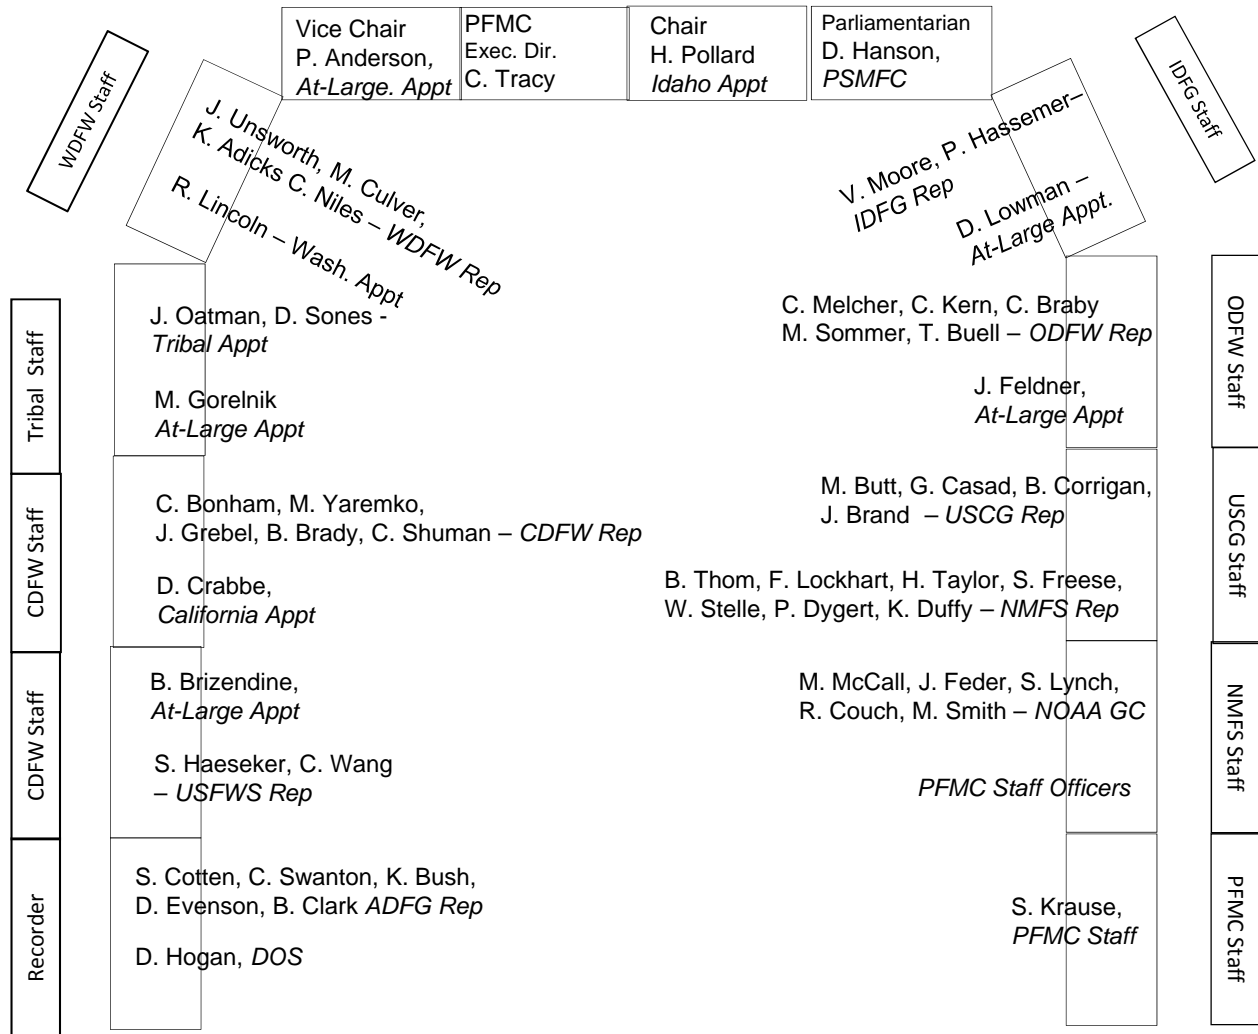 Vice Chair
P. Anderson,
At-Large. Appt
PFMC
Exec. Dir.
C. Tracy
Chair
H. Pollard
Idaho Appt
Parliamentarian
D. Hanson,
PSMFC
WDFW Staff
J. Unsworth, M. Culver,
K. Adicks C. Niles – WDFW Rep
R. Lincoln – Wash. Appt
V. Moore, P. Hassemer–
IDFG Rep
D. Lowman –
At-Large Appt.
IDFG Staff
Tribal Staff
J. Oatman, D. Sones -
Tribal Appt
M. Gorelnik
At-Large Appt
C. Melcher, C. Kern, C. Braby
M. Sommer, T. Buell – ODFW Rep
J. Feldner,
At-Large Appt
ODFW Staff
CDFW Staff
C. Bonham, M. Yaremko,
J. Grebel, B. Brady, C. Shuman – CDFW Rep
D. Crabbe,
California Appt
M. Butt, G. Casad, B. Corrigan,
J. Brand – USCG Rep
B. Thom, F. Lockhart, H. Taylor, S. Freese,
W. Stelle, P. Dygert, K. Duffy – NMFS Rep
USCG Staff
CDFW Staff
B. Brizendine,
At-Large Appt
S. Haeseker, C. Wang
– USFWS Rep
M. McCall, J. Feder, S. Lynch,
R. Couch, M. Smith – NOAA GC
PFMC Staff Officers
NMFS Staff
Recorder
S. Cotten, C. Swanton, K. Bush,
D. Evenson, B. Clark ADFG Rep
D. Hogan, DOS
S. Krause,
PFMC Staff
PFMC Staff